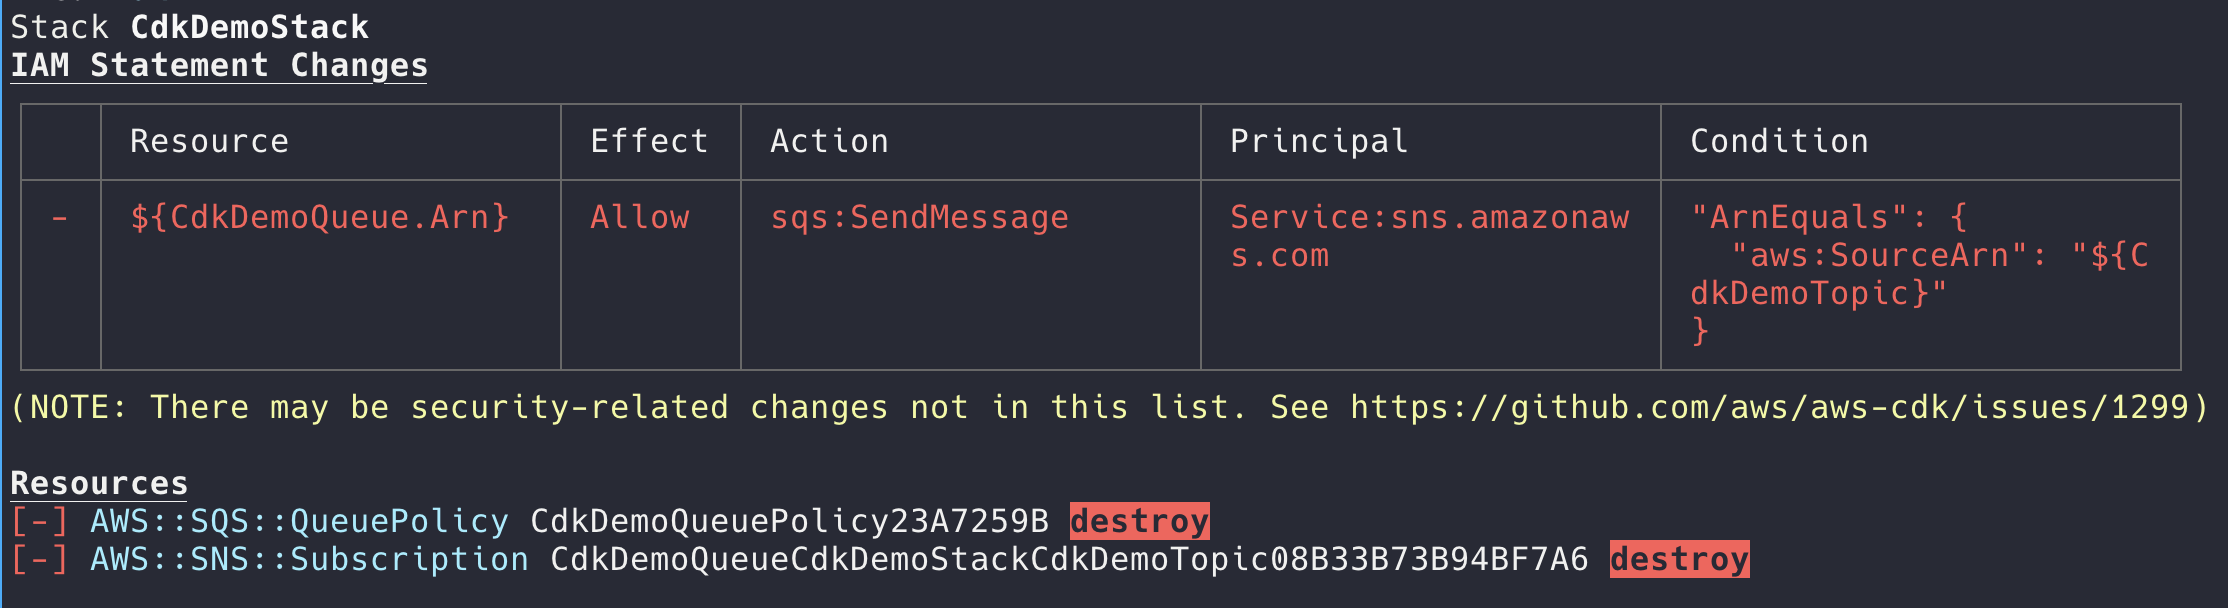 Stack CdkDemoStack
IAM Statement Changes
Resource Effect Action Principal Condition
- ${CdkDemoQueue.Arn} Allow sqs:SendMessage Service:sns.amazonaw "ArnEquals": {
s.com "aws:SourceArn": "${C
dkDemoTopic}"
}
(NOTE: There may be security-related changes not in this list. See https://github.com/aws/aws-cdk/issues/1299)
Resources
[-] AWS::SQS::QueuePolicy CdkDemoQueuePolicy23A7259B destroy
[-] AWS::SNS::Subscription CdkDemoQueueCdkDemoStackCdkDemoTopic08B33B73B94BF7A6 destroy